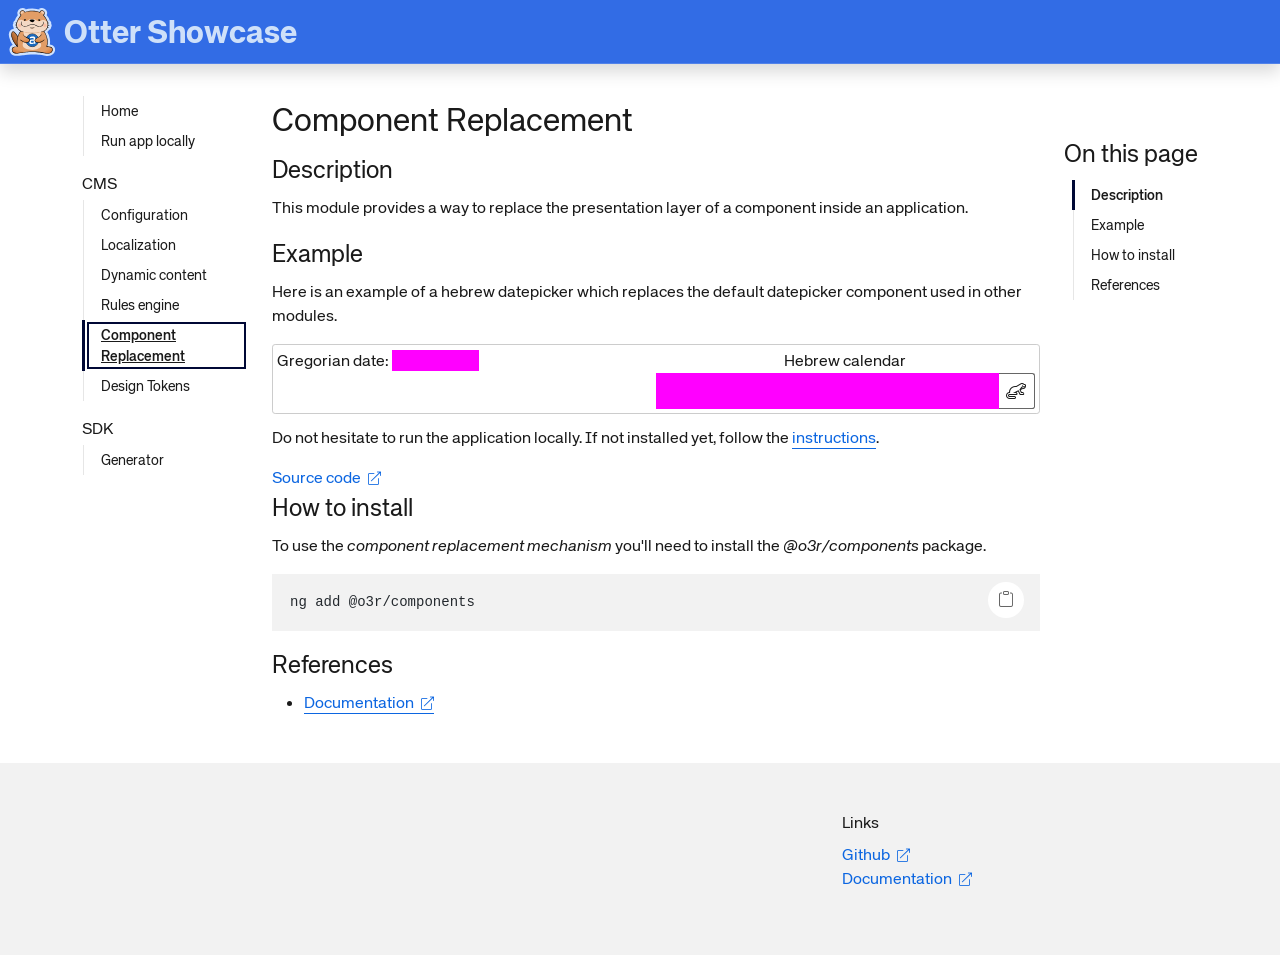 Otter Showcase
Home
Run app locally
CMS
Configuration
Localization
Dynamic content
Rules engine
Component
Replacement
Design Tokens
SDK
Generator
Component Replacement
Description
This module provides a way to replace the presentation layer of a component inside an application.
Example
Here is an example of a hebrew datepicker which replaces the default datepicker component used in other
modules.
Gregorian date:
Hebrew calendar
Do not hesitate to run the application locally. If not installed yet, follow the instructions.
Source code
How to install
To use the component replacement mechanism you'll need to install the @o3r/components package.
ng add @o3r/components
References
Documentation
On this page
Description
Example
How to install
References
Links
Github
Documentation